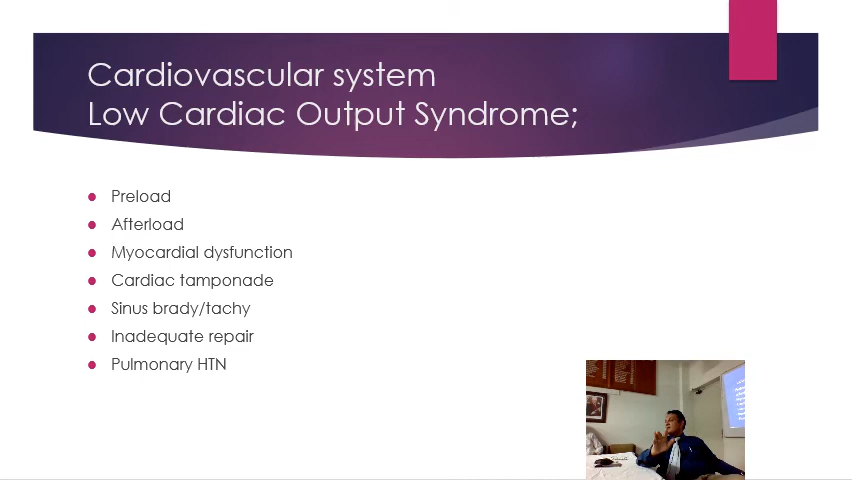 Cardiovascular system
Low Cardiac Output Syndrome;
Preload
Afterload
Myocardial dysfunction
Cardiac tamponade
Sinus brady/tachy
Inadequate repair
Pulmonary HTN